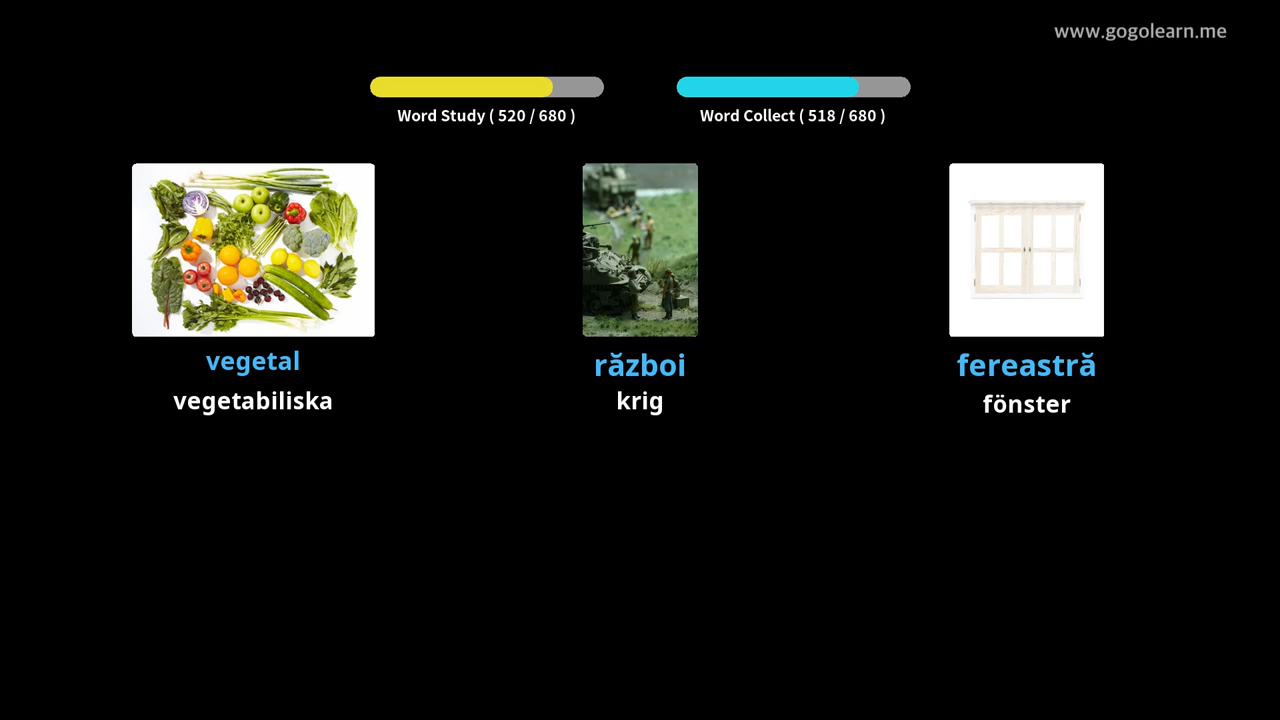 www.gogolearn.me
Word Study ( 520 / 680 )
Word Collect ( 518 / 680 )
vegetal
vegetabiliska
război
krig
fereastră
fönster